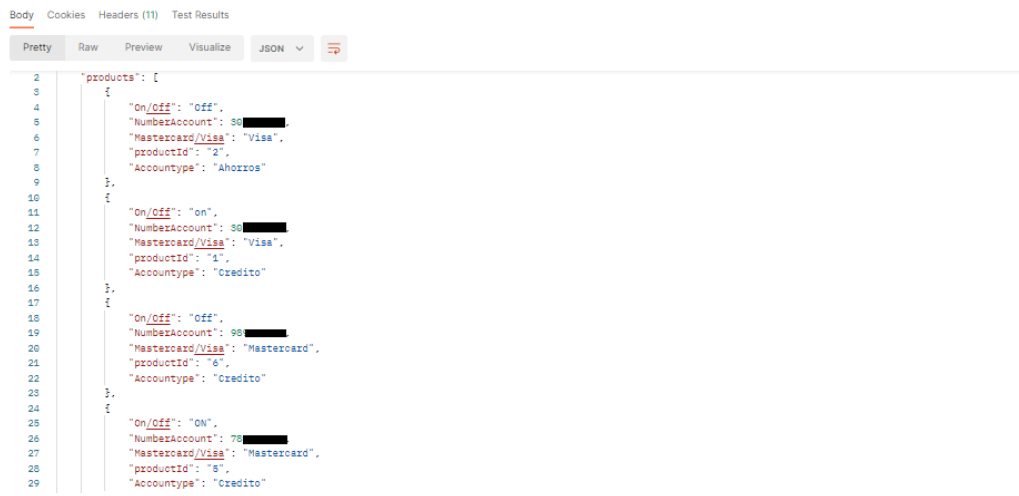 Body Cookies Headers (11) Test Results
Pretty Raw Preview Visualize JSON
2 "products": [
3 {
4 "On/Off": "Off",
5 "NumberAccount": 30
6 "Mastercard/Visa": "Visa",
7 "productId": "2",
8 "Accountype": "Ahorros"
9 },
10 {
11 "On/Off": "on",
12 "NumberAccount": 30
13 "Mastercard/Visa": "Visa",
14 "productId": "1",
15 "Accountype": "Credito"
16 },
17 {
18 "On/Off": "Off",
19 "NumberAccount": 98
20 "Mastercard/Visa": "Mastercard",
21 "productId": "6",
22 "Accountype": "Credito"
23 },
24 {
25 "On/Off": "ON",
26 "NumberAccount": 78
27 "Mastercard/Visa": "Mastercard",
28 "productId": "5",
29 "Accountype": "Credito"